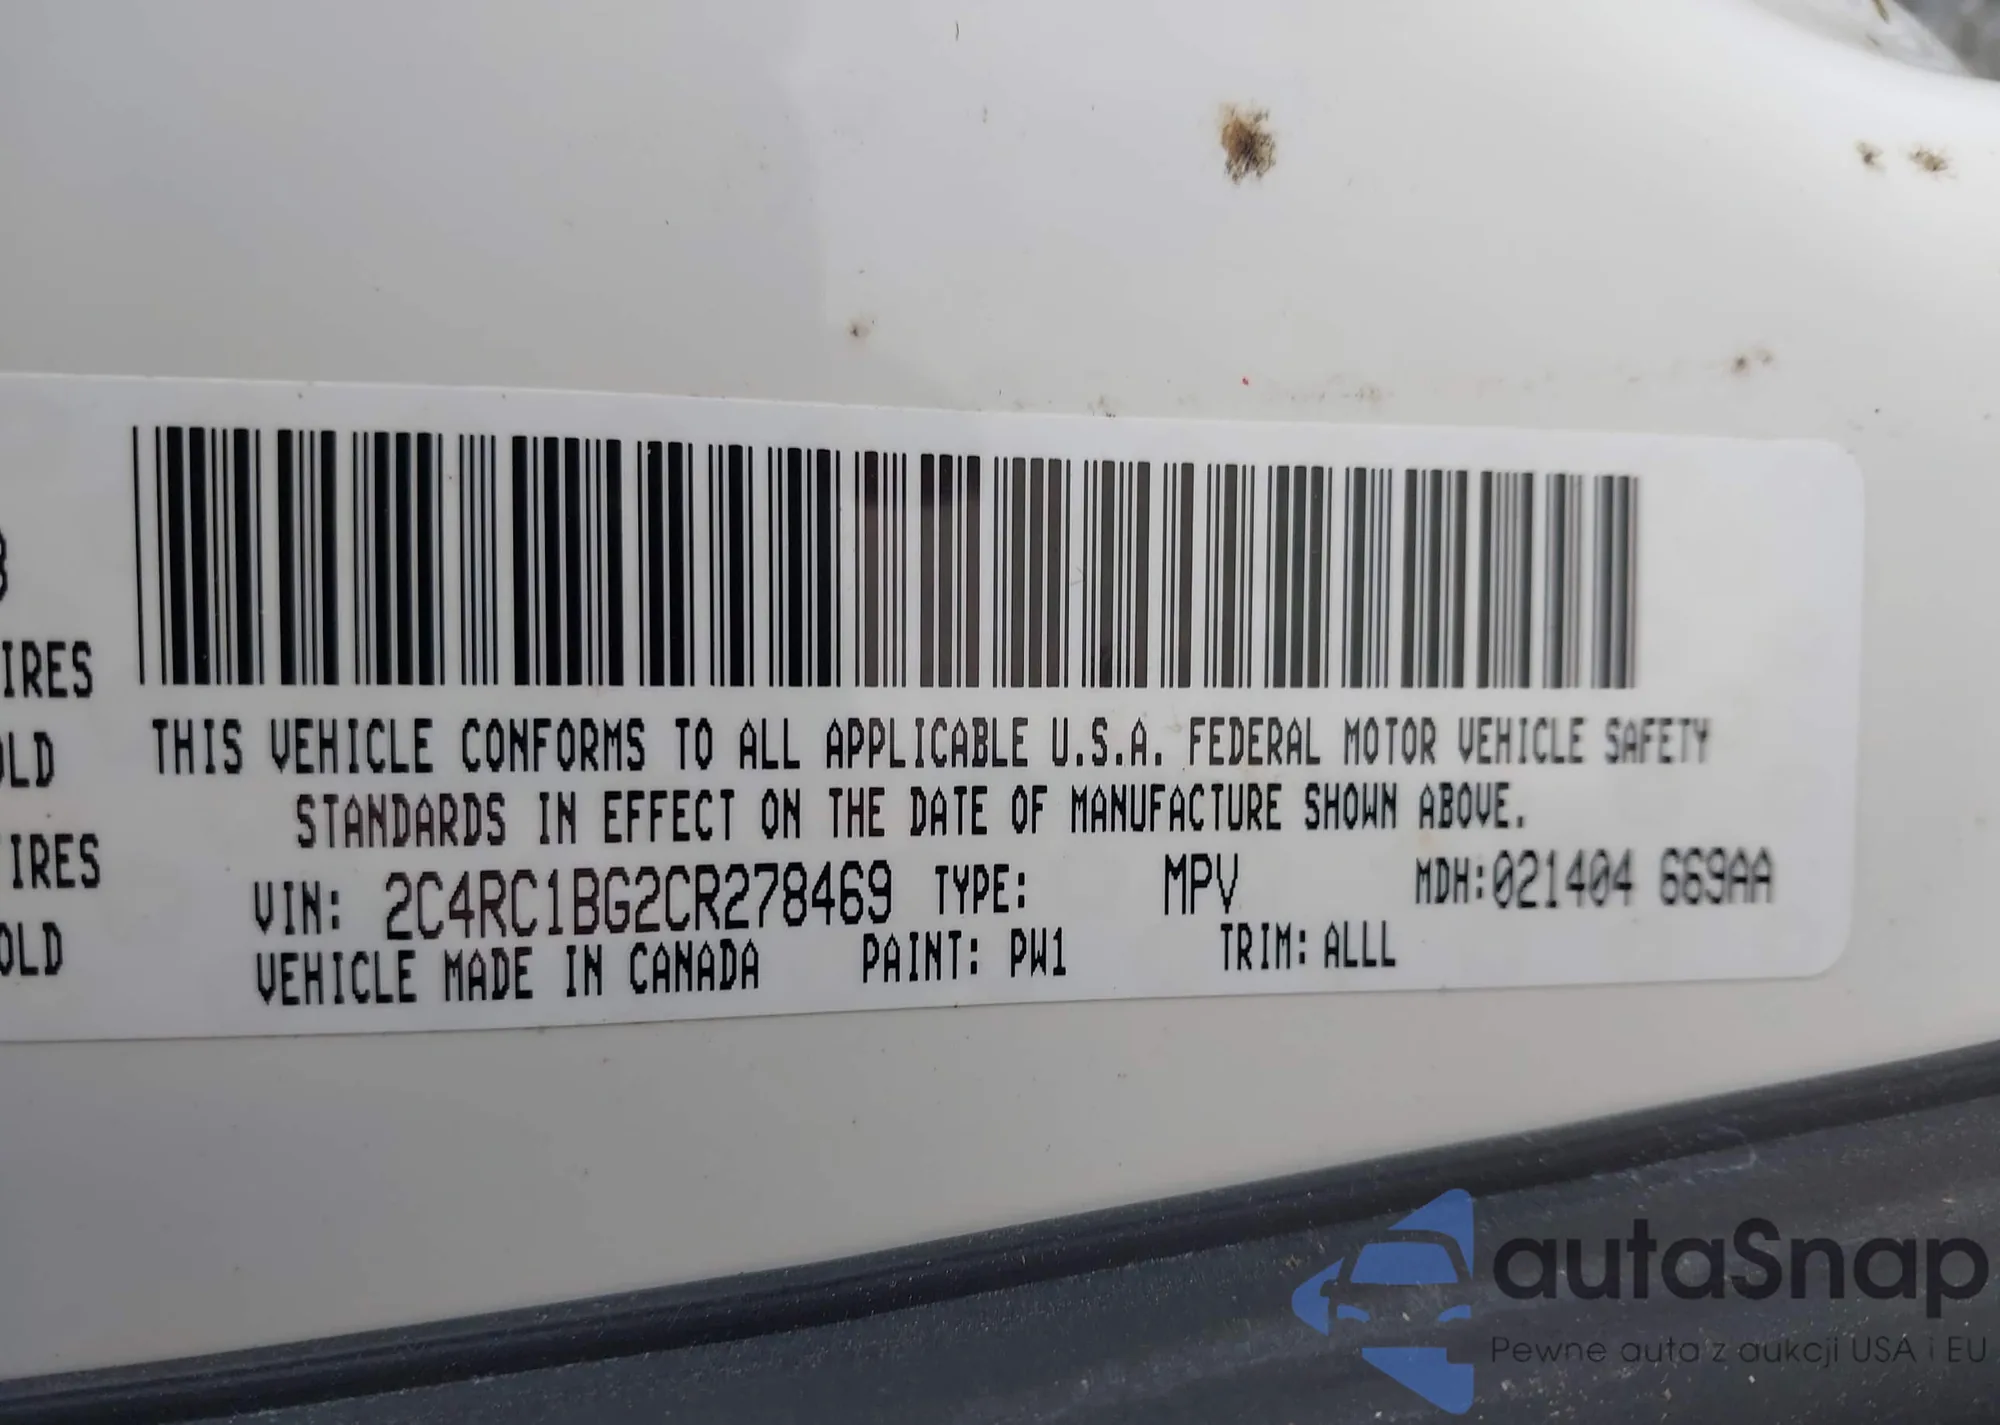 IRES
OLD
IRES
OLD
THIS VEHICLE CONFORMS TO ALL APPLICABLE U.S.A. FEDERAL MOTOR VEHICLE SAFETY
STANDARDS IN EFFECT ON THE DATE OF MANUFACTURE SHOWN ABOVE.
VIN: 2C4RC1BG2CR278469 TYPE: MPV MDH:021404 669AA
VEHICLE MADE IN CANADA PAINT: PW1 TRIM: ALLL
autaSnap
Pewne auta z aukcji USA i EU